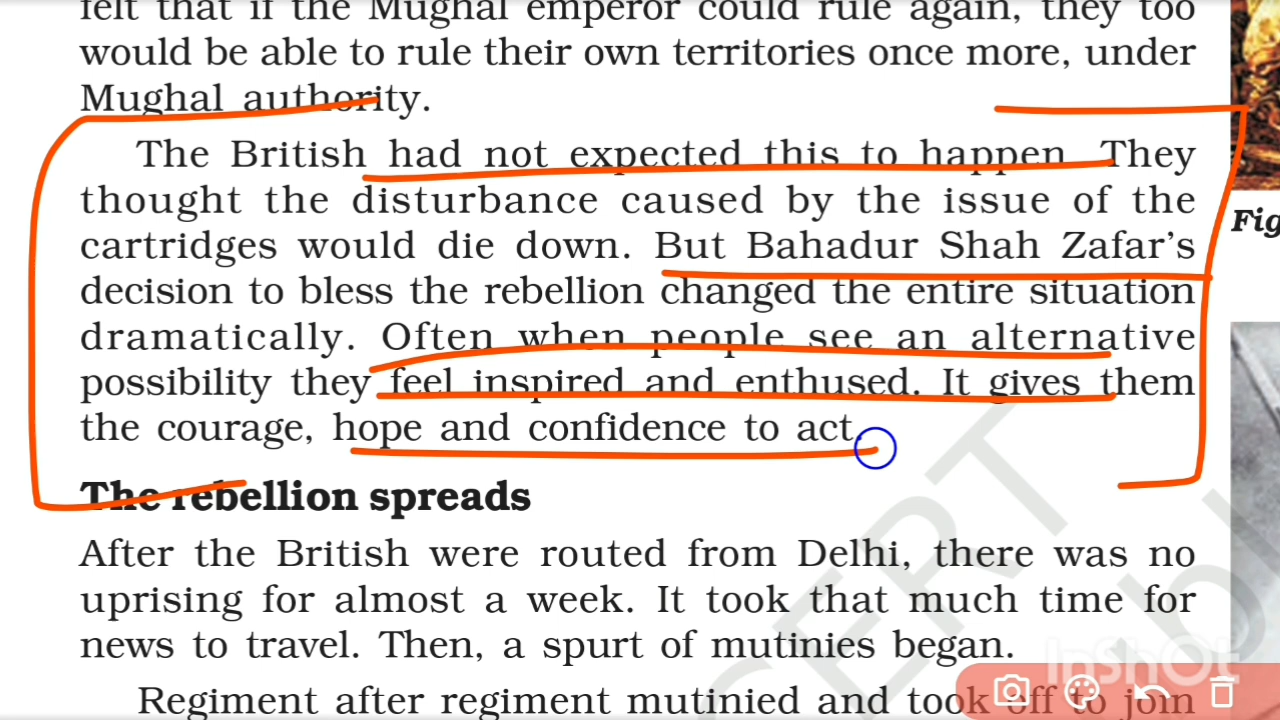 felt that if the Mughal emperor could rule again, they too
would be able to rule their own territories once more, under
Mughal authority.
The British had not expected this to happen. They
thought the disturbance caused by the issue of the
cartridges would die down. But Bahadur Shah Zafar's
decision to bless the rebellion changed the entire situation
dramatically. Often when people see an alternative
possibility they feel inspired and enthused. It gives them
the courage, hope and confidence to act.
The rebellion spreads
After the British were routed from Delhi, there was no
uprising for almost a week. It took that much time for
news to travel. Then, a spurt of mutinies began.
Regiment after regiment mutinied and took off to join
Fig
InShOt